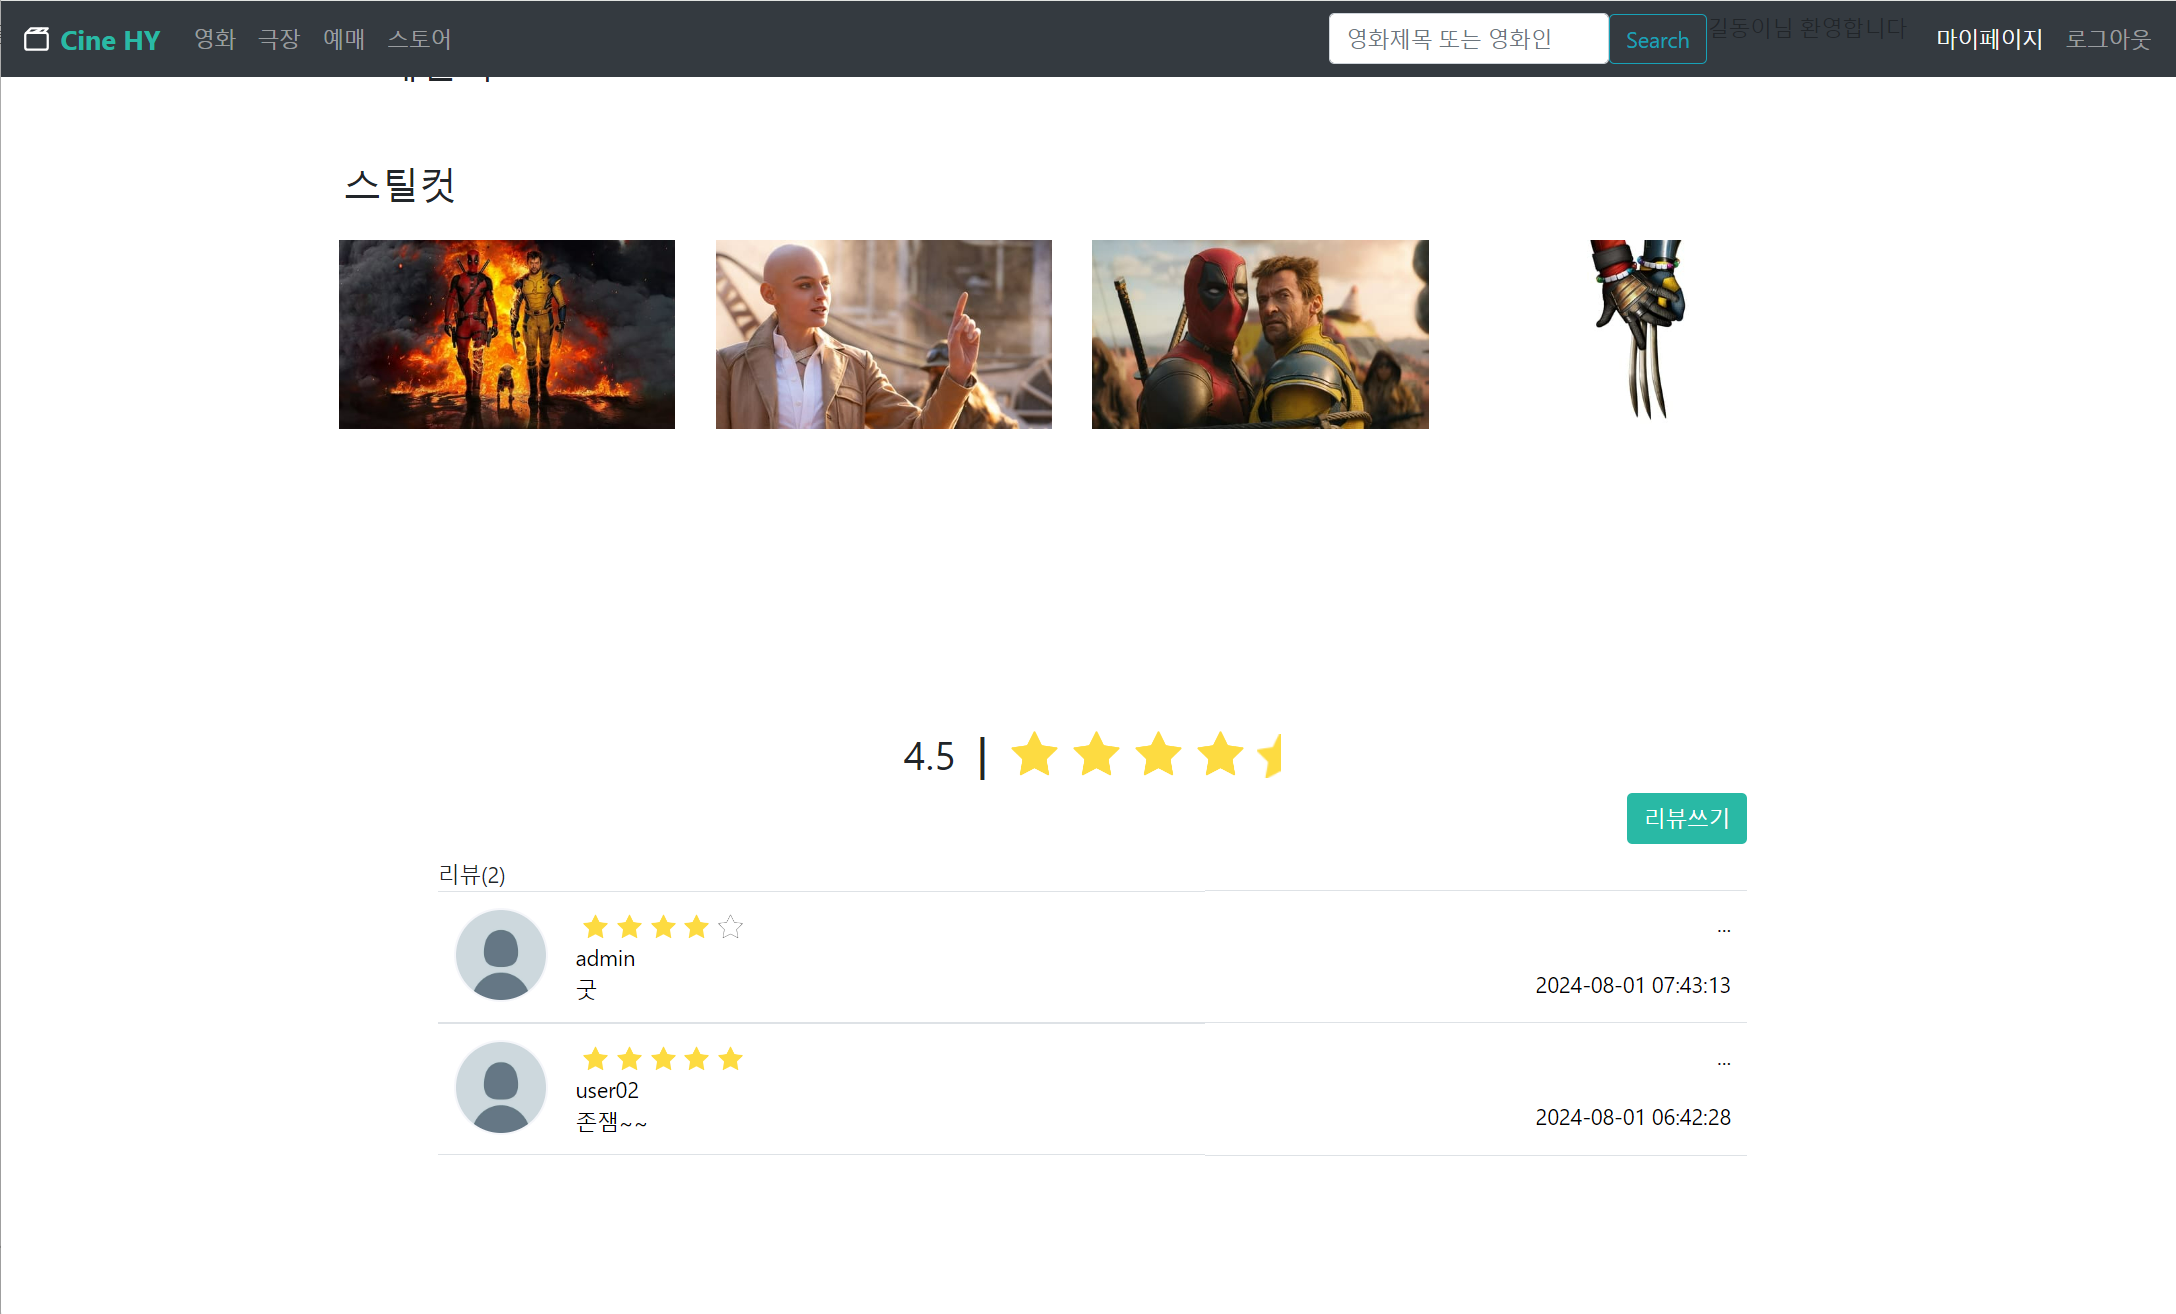 Cine HY 영화 극장 예매 스토어 영화제목 또는 영화인 Search 길동이님 환영합니다 마이페이지 로그아웃
스틸컷
4.5 |
리뷰쓰기
리뷰(2)
...
admin
굿
2024-08-01 07:43:13
...
user02
존잼~~
2024-08-01 06:42:28